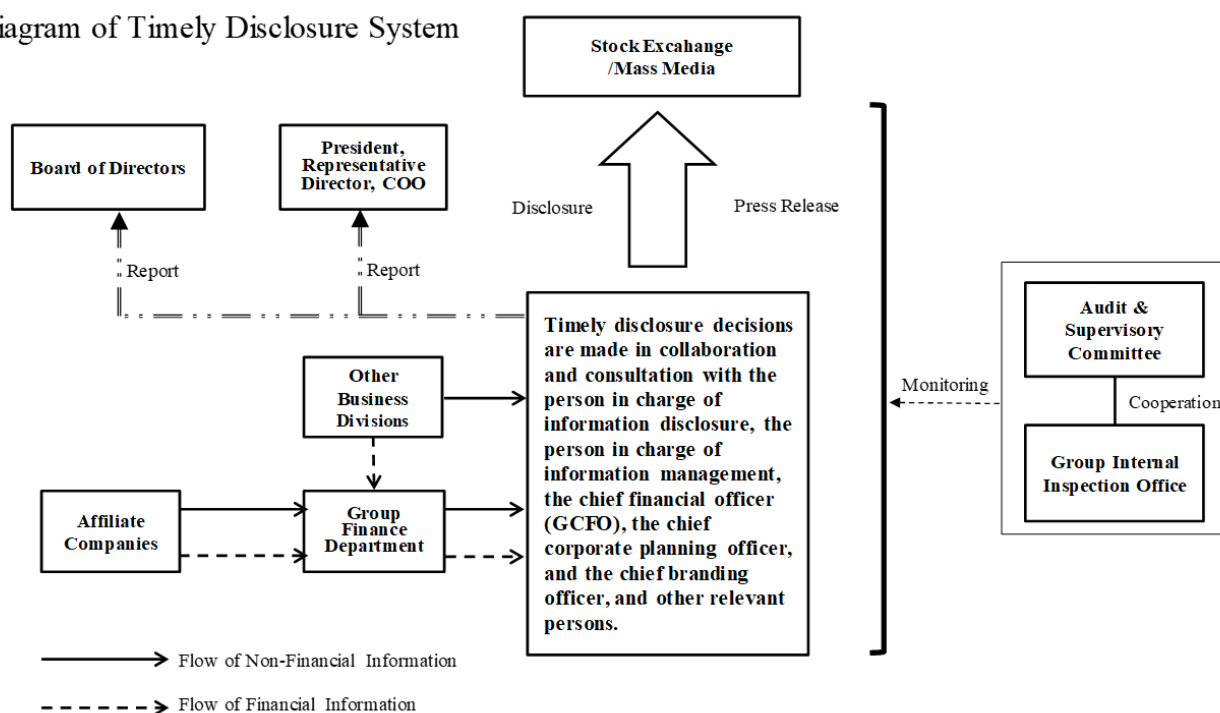 iagram of Timely Disclosure System
Stock Excahange
/Mass Media
Board of Directors
President,
Representative
Director, COO
Disclosure
Press Release
Report
Report
Timely disclosure decisions
are made in collaboration
and consultation with the
person in charge of
information disclosure, the
person in charge of
information management,
the chief financial officer
(GCFO), the chief
corporate planning officer,
and the chief branding
officer, and other relevant
persons.
Other
Business
Divisions
Affiliate
Companies
Group
Finance
Department
Monitoring
Audit &
Supervisory
Committee
Cooperation
Group Internal
Inspection Office
Flow of Non-Financial Information
Flow of Financial Information